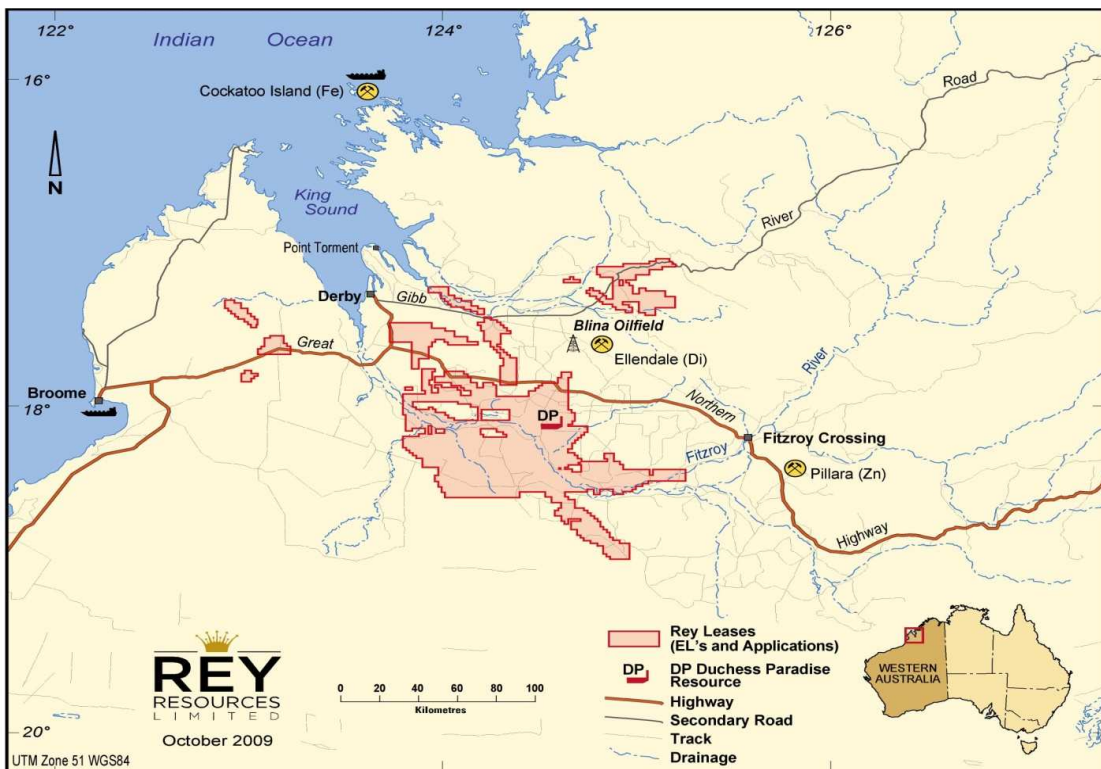 122°
124°
126°
Indian Ocean
16°
Cockatoo Island (Fe)
Road
N
King
Sound
River
Point Torment
Derby
Gibb
Blina Oilfield
Great
Ellendale (Di)
River
Broome
18°
DP
Northern
Fitzroy Crossing
Fitzroy
Pillara (Zn)
Highway
REY
RESOURCES
LIMITED
October 2009
0 20 40 60 80 100
Kilometres
Rey Leases
(EL's and Applications)
DP
DP Duchess Paradise
Resource
Highway
Secondary Road
Track
Drainage
WESTERN
AUSTRALIA
20°
UTM Zone 51 WGS84